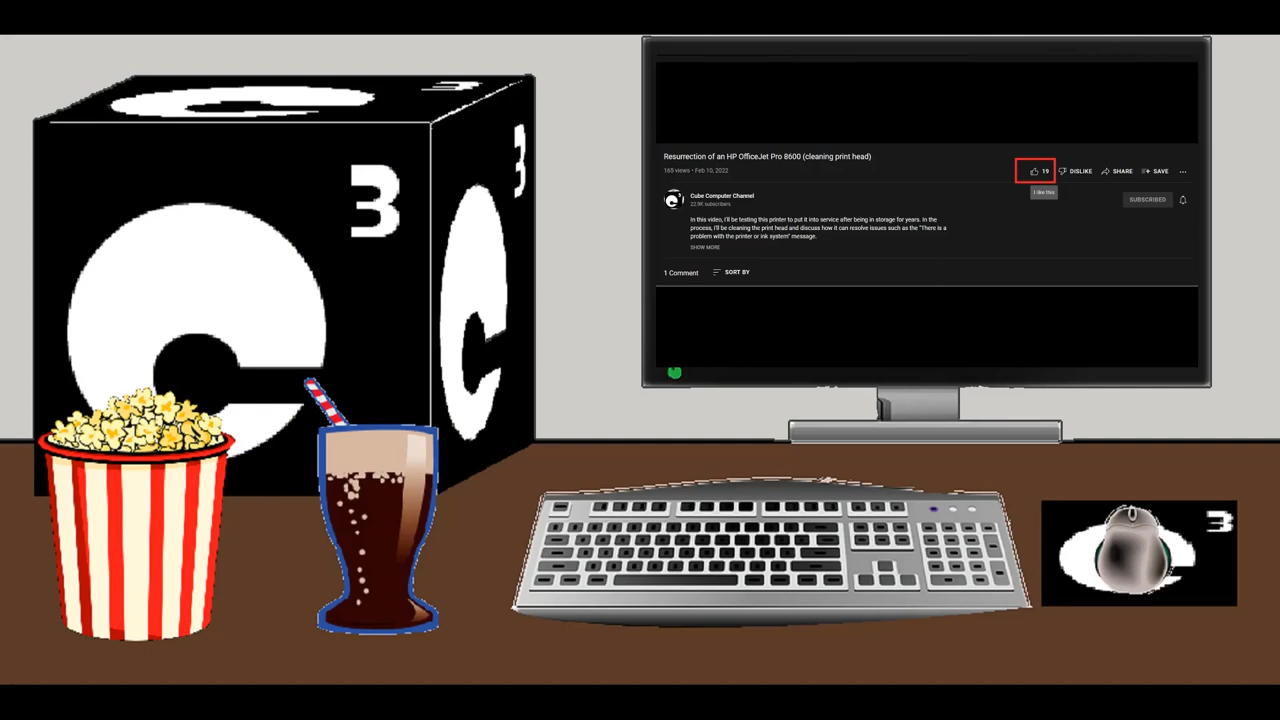 C 3
C 3
C 3
Resurrection of an HP OfficeJet Pro 8600 (cleaning print head)
165 views • Feb 10, 2022
19 DISLIKE SHARE SAVE ...
I like this
Cube Computer Channel
22.9K subscribers
SUBSCRIBED
In this video, I'll be testing this printer to put it into service after being in storage for years. In the
process, I'll be cleaning the print head and discuss how it can resolve issues such as the "There is a
problem with the printer or ink system" message.
SHOW MORE
1 Comment SORT BY
C 3